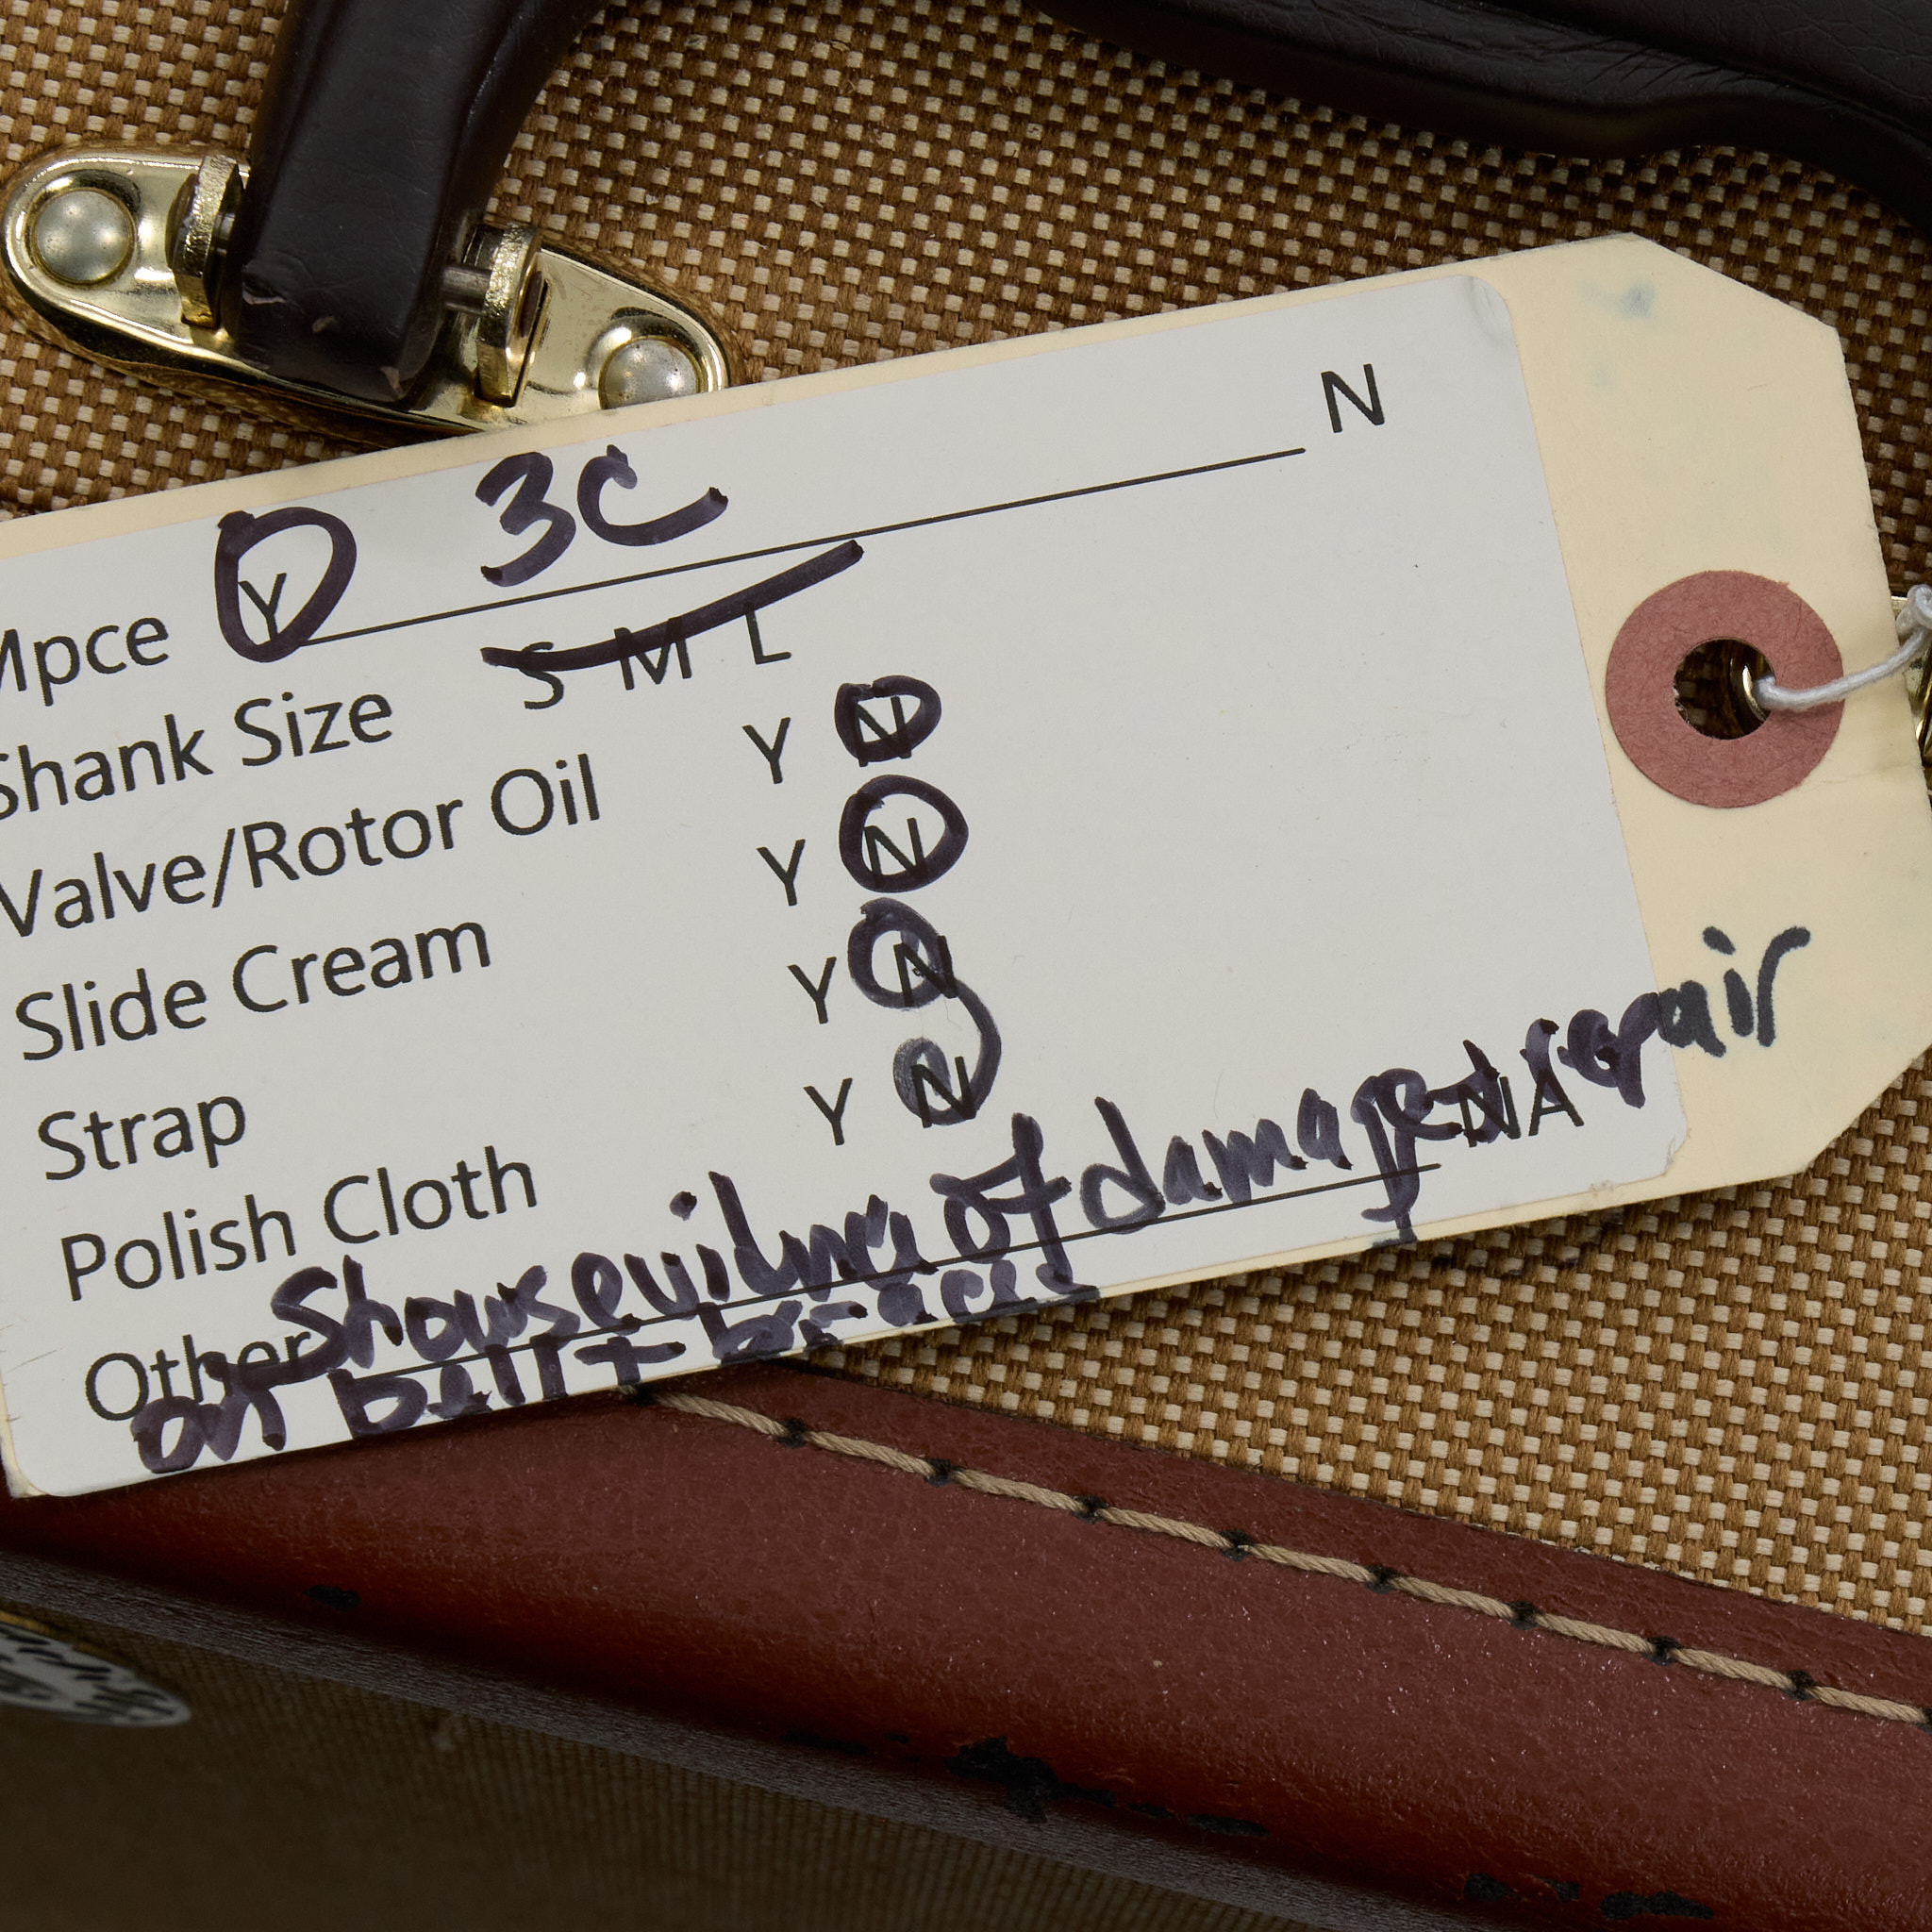 Mpce Y 3C N
Shank Size S M L
Valve/Rotor Oil Y N
Slide Cream Y N
Strap Y N
Polish Cloth Y N
Other Shows of damage + repair NA
on bell + braces